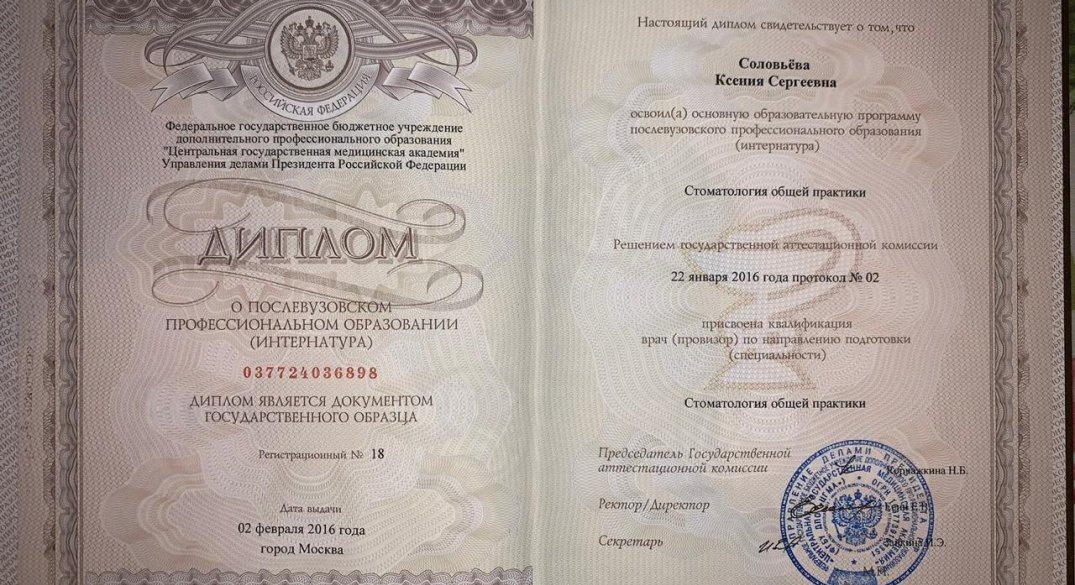 РОССИЙСКАЯ ФЕДЕРАЦИЯ
Федеральное государственное бюджетное учреждение
дополнительного профессионального образования
"Центральная государственная медицинская академия"
Управления делами Президента Российской Федерации
ДИПЛОМ
О ПОСЛЕВУЗОВСКОМ
ПРОФЕССИОНАЛЬНОМ ОБРАЗОВАНИИ
(ИНТЕРНАТУРА)
037724036898
ДИПЛОМ ЯВЛЯЕТСЯ ДОКУМЕНТОМ
ГОСУДАРСТВЕННОГО ОБРАЗЦА
Регистрационный № 18
Дата выдачи
02 февраля 2016 года
город Москва
Настоящий диплом свидетельствует о том, что
Соловьёва
Ксения Сергеевна
освоил(а) основную образовательную программу
послевузовского профессионального образования
(интернатура)
Стоматология общей практики
Решением государственной аттестационной комиссии
22 января 2016 года протокол № 02
присвоена квалификация
врач (провизор) по направлению подготовки
(специальности)
Стоматология общей практики
Председатель Государственной
аттестационной комиссии
Н.Б.
Ректор/Директор
Секретарь
УПРАВЛЕНИЕ ДЕЛАМИ ПРЕЗИДЕНТА